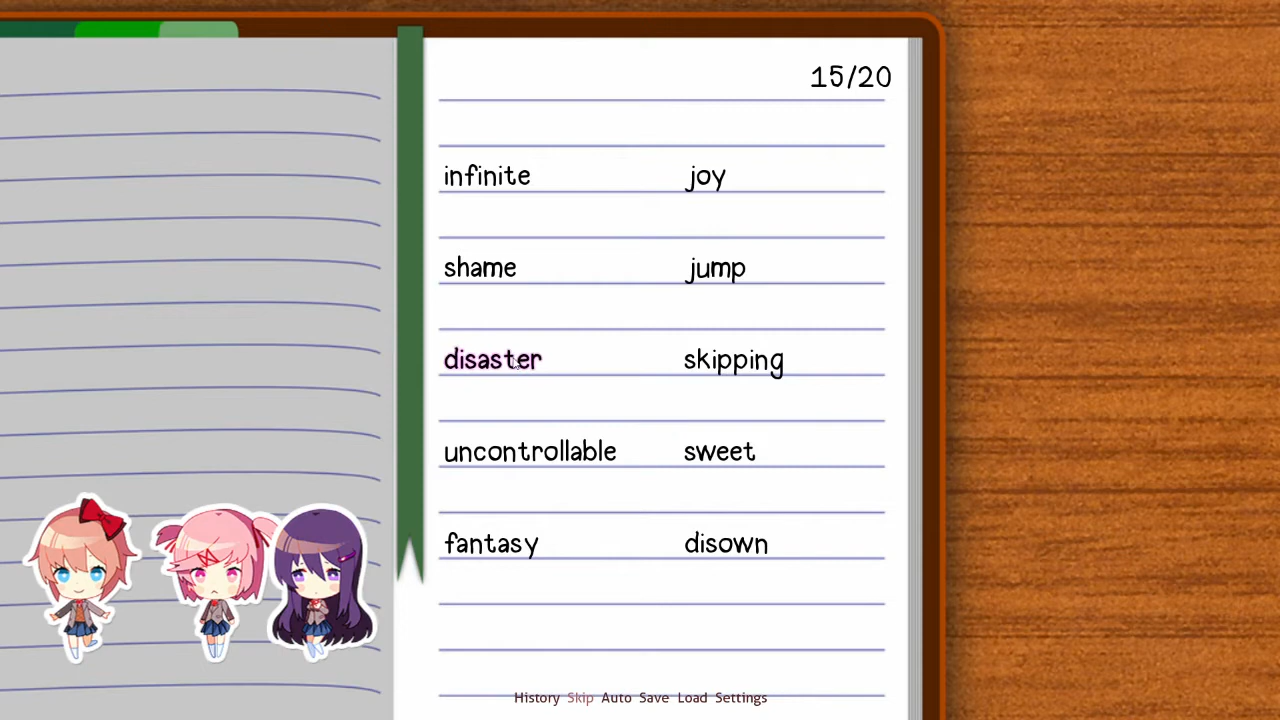 15/20
infinite joy
shame jump
disaster skipping
uncontrollable sweet
fantasy disown
History Skip Auto Save Load Settings